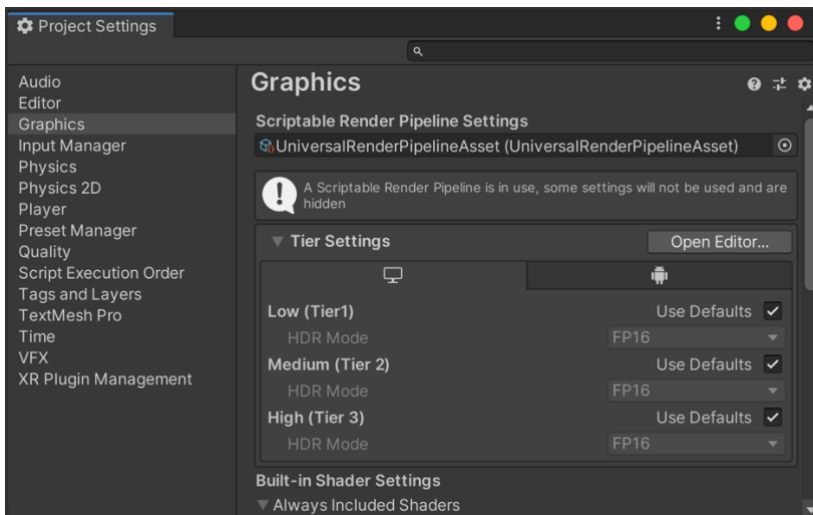 Project Settings
Audio
Editor
Graphics
Input Manager
Physics
Physics 2D
Player
Preset Manager
Quality
Script Execution Order
Tags and Layers
TextMesh Pro
Time
VFX
XR Plugin Management
Graphics
Scriptable Render Pipeline Settings
UniversalRenderPipelineAsset (UniversalRenderPipelineAsset)
A Scriptable Render Pipeline is in use, some settings will not be used and are
hidden
Tier Settings Open Editor...
Low (Tier1) Use Defaults
HDR Mode FP16
Medium (Tier 2) Use Defaults
HDR Mode FP16
High (Tier 3) Use Defaults
HDR Mode FP16
Built-in Shader Settings
Always Included Shaders